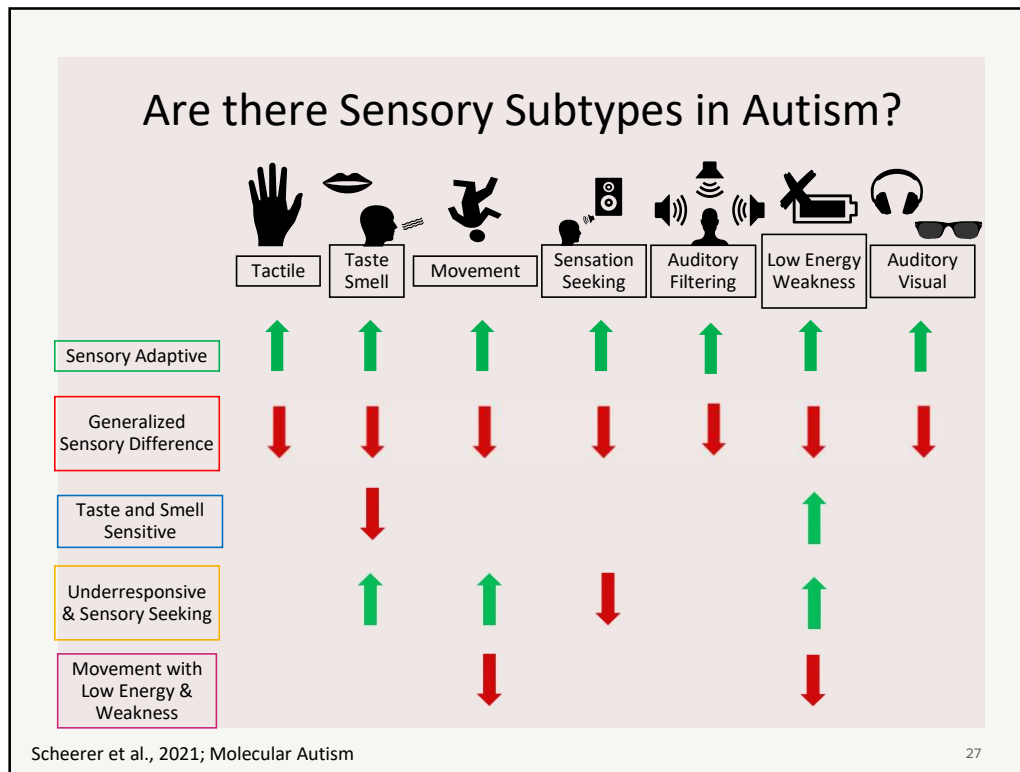 Are there Sensory Subtypes in Autism?
Tactile
Taste
Smell
Movement
Sensation
Seeking
Auditory
Filtering
Low Energy
Weakness
Auditory
Visual
Sensory Adaptive
Generalized
Sensory Difference
Taste and Smell
Sensitive
Underresponsive
& Sensory Seeking
Movement with
Low Energy &
Weakness
Scheerer et al., 2021; Molecular Autism
27